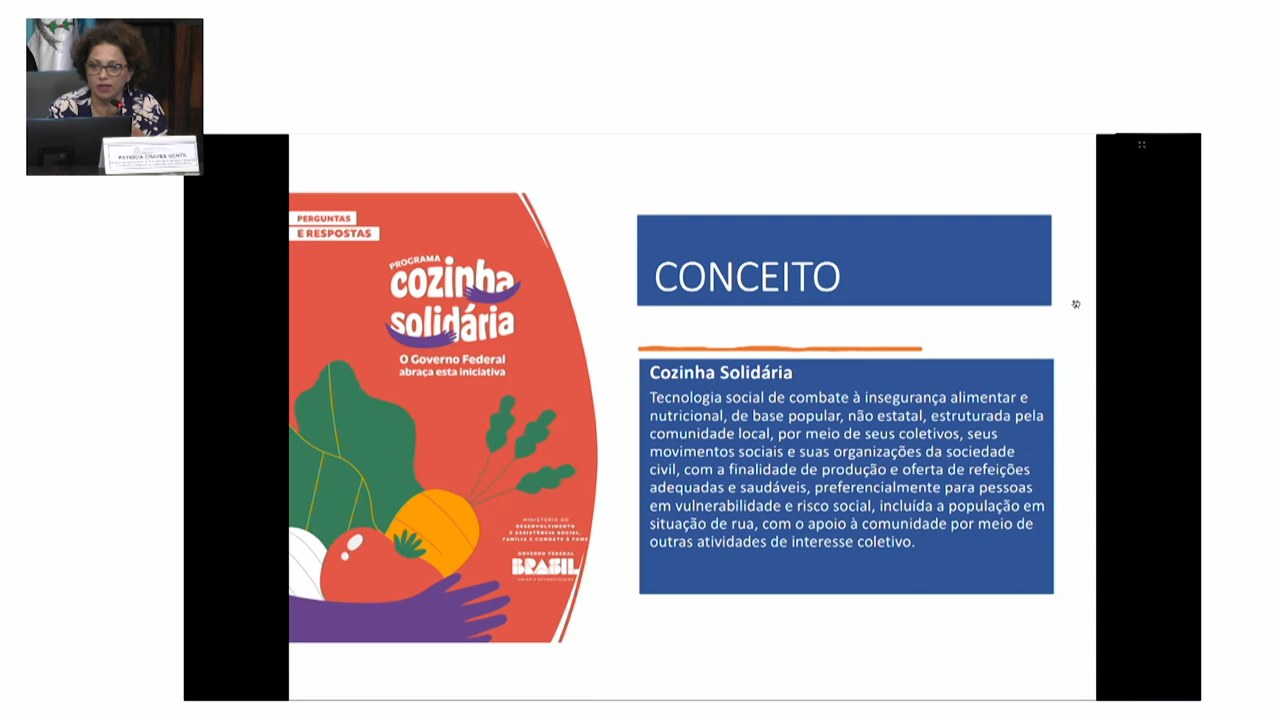 PATRÍCIA CHAVES GENTIL
PERGUNTAS
E RESPOSTAS
PROGRAMA
cozinha
solidária
O Governo Federal
abraça esta iniciativa
MINISTÉRIO DO
DESENVOLVIMENTO
E ASSISTÊNCIA SOCIAL,
FAMÍLIA E COMBATE À FOME
GOVERNO FEDERAL
BRASIL
UNIÃO E RECONSTRUÇÃO
CONCEITO
Cozinha Solidária
Tecnologia social de combate à insegurança alimentar e
nutricional, de base popular, não estatal, estruturada pela
comunidade local, por meio de seus coletivos, seus
movimentos sociais e suas organizações da sociedade
civil, com a finalidade de produção e oferta de refeições
adequadas e saudáveis, preferencialmente para pessoas
em vulnerabilidade e risco social, incluída a população em
situação de rua, com o apoio à comunidade por meio de
outras atividades de interesse coletivo.